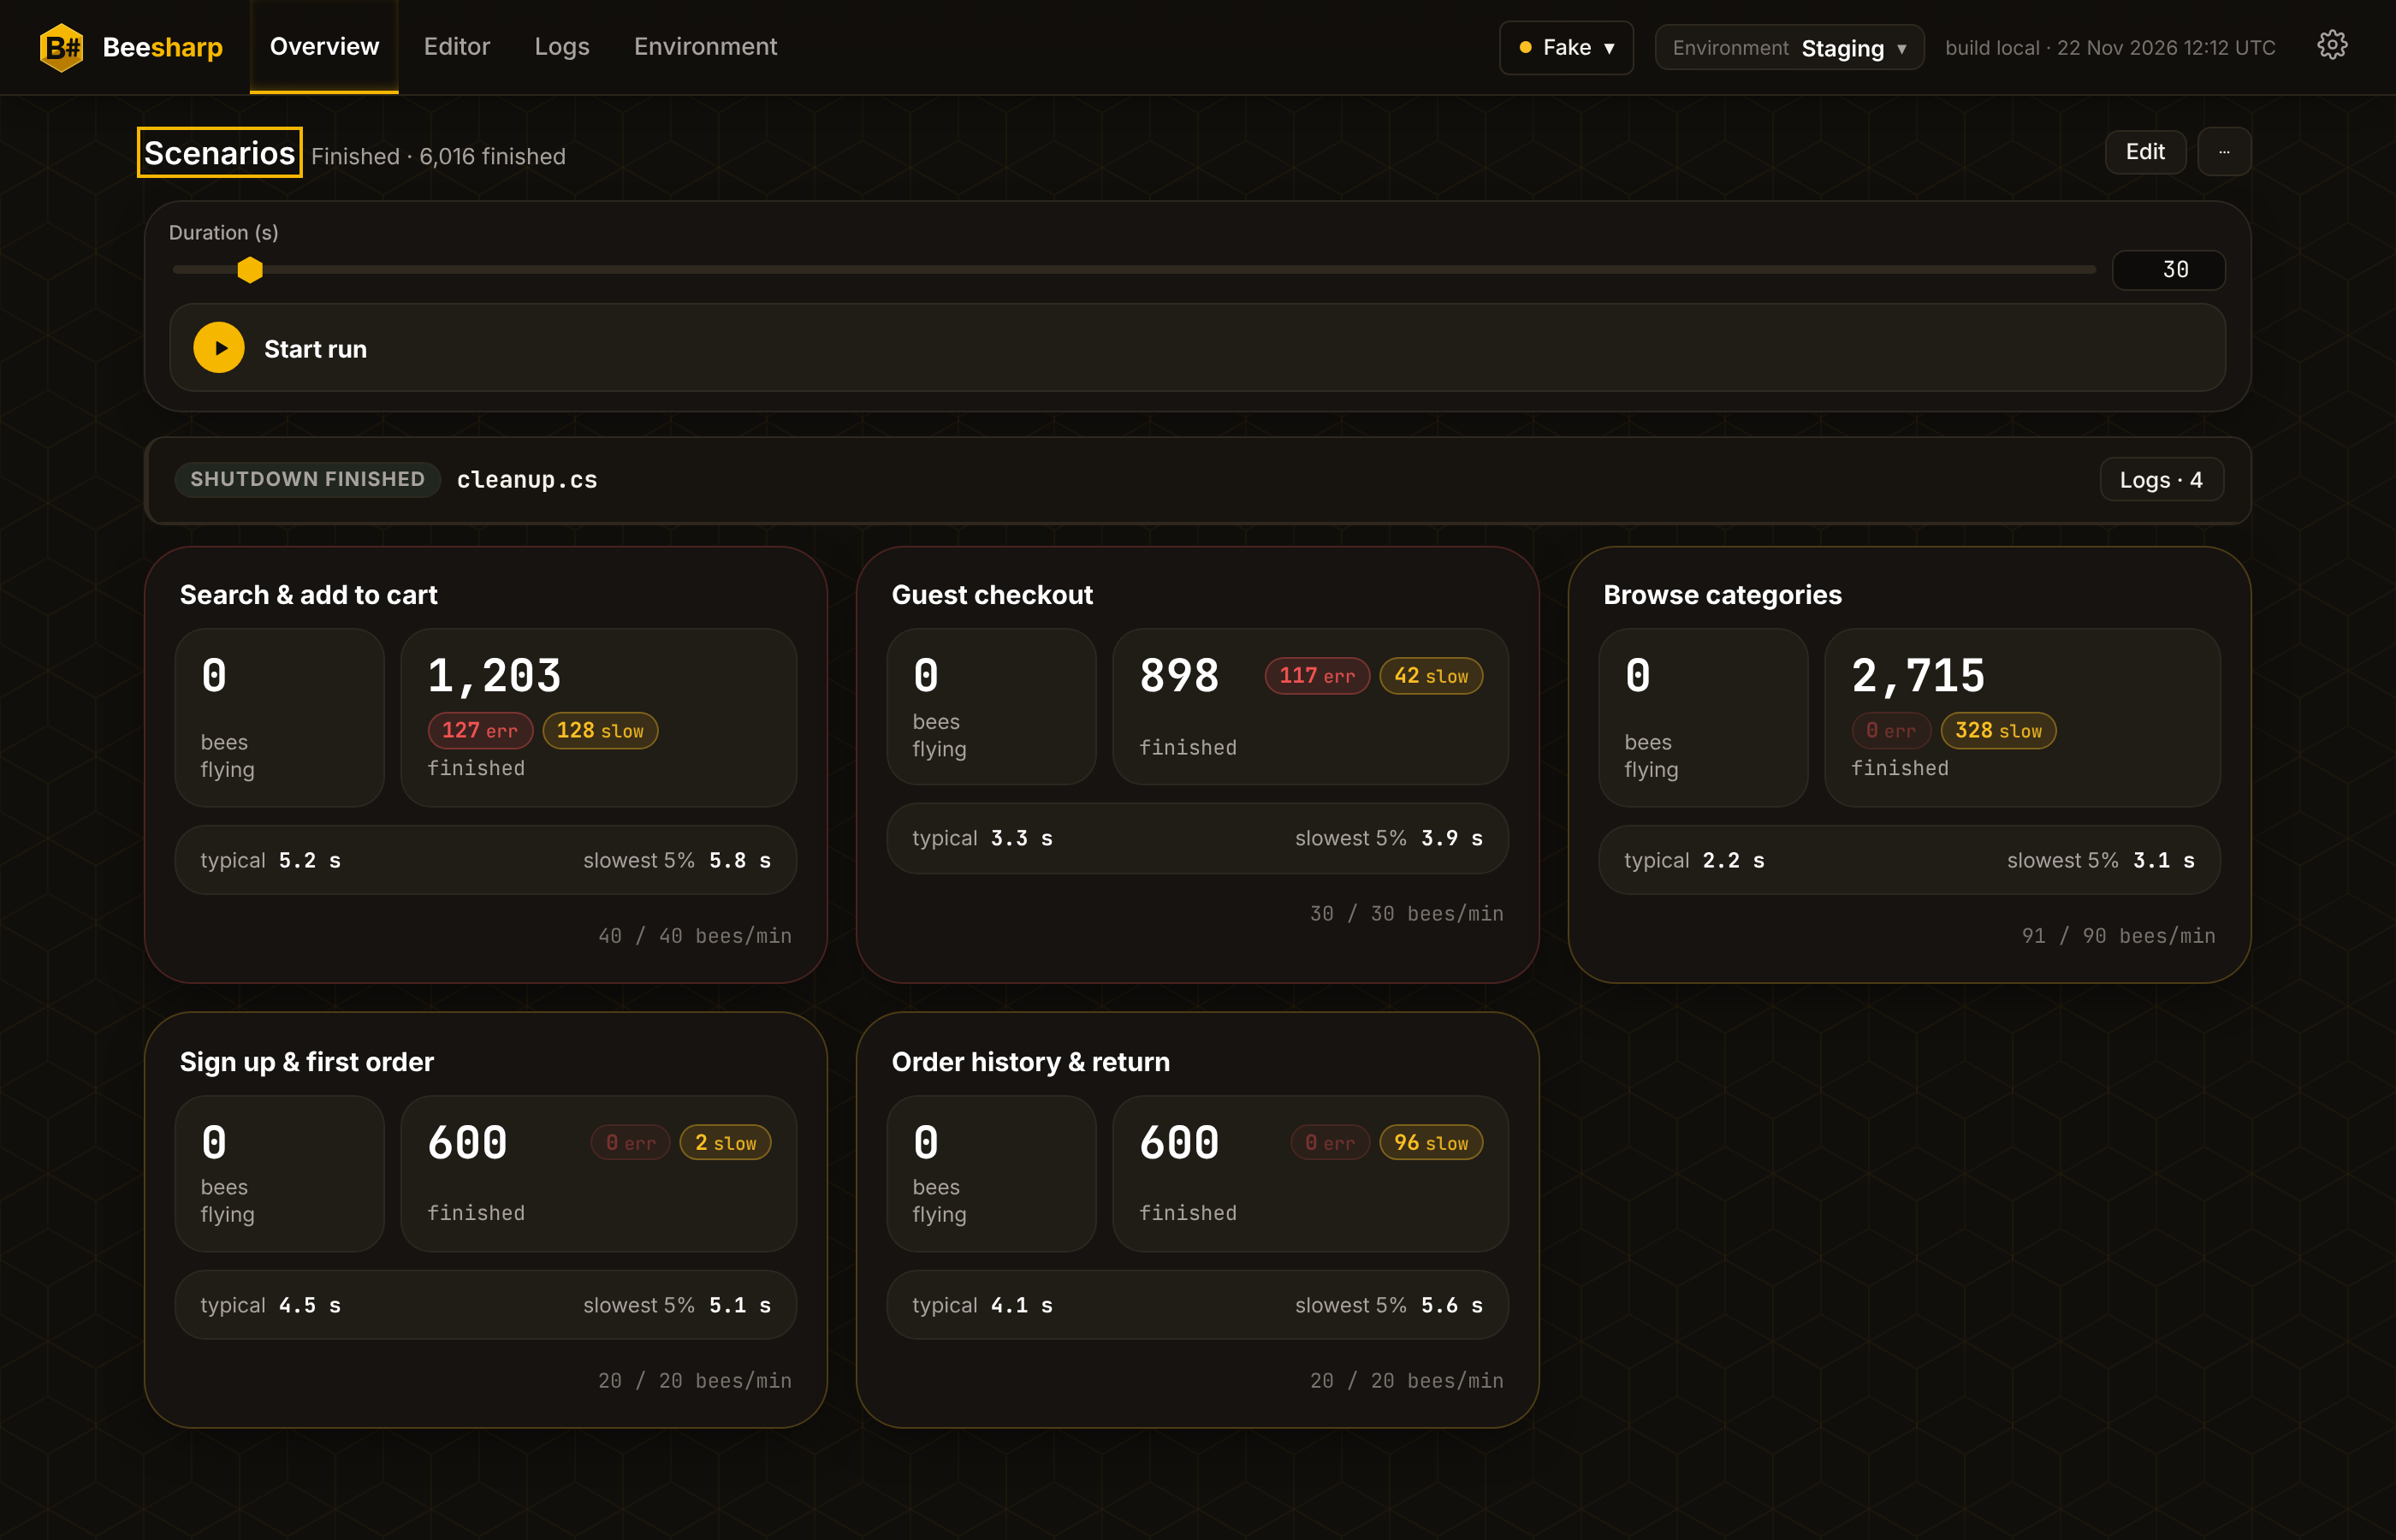 B# Beesharp Overview Editor Logs Environment Fake ▾ Environment Staging ▾ build local · 22 Nov 2026 12:12 UTC
Scenarios Finished · 6,016 finished Edit ...
Duration (s)
30
Start run
SHUTDOWN FINISHED cleanup.cs Logs · 4
Search & add to cart
0
bees
flying
1,203
127 err 128 slow
finished
typical 5.2 s slowest 5% 5.8 s
40 / 40 bees/min
Guest checkout
0
bees
flying
898 117 err 42 slow
finished
typical 3.3 s slowest 5% 3.9 s
30 / 30 bees/min
Browse categories
0
bees
flying
2,715
0 err 328 slow
finished
typical 2.2 s slowest 5% 3.1 s
91 / 90 bees/min
Sign up & first order
0
bees
flying
600 0 err 2 slow
finished
typical 4.5 s slowest 5% 5.1 s
20 / 20 bees/min
Order history & return
0
bees
flying
600 0 err 96 slow
finished
typical 4.1 s slowest 5% 5.6 s
20 / 20 bees/min